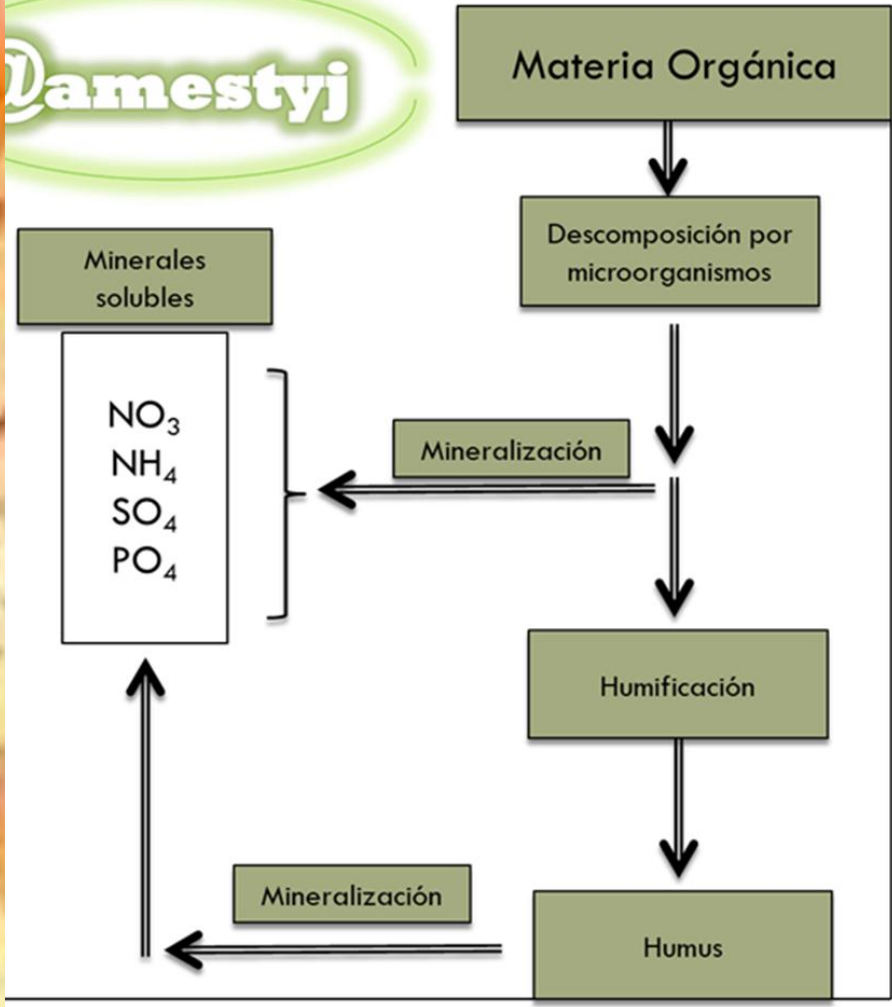 @amestyj
Materia Orgánica
Descomposición por
microorganismos
Minerales
solubles
NO₃
NH₄
SO₄
PO₄
Mineralización
Humificación
Mineralización
Humus